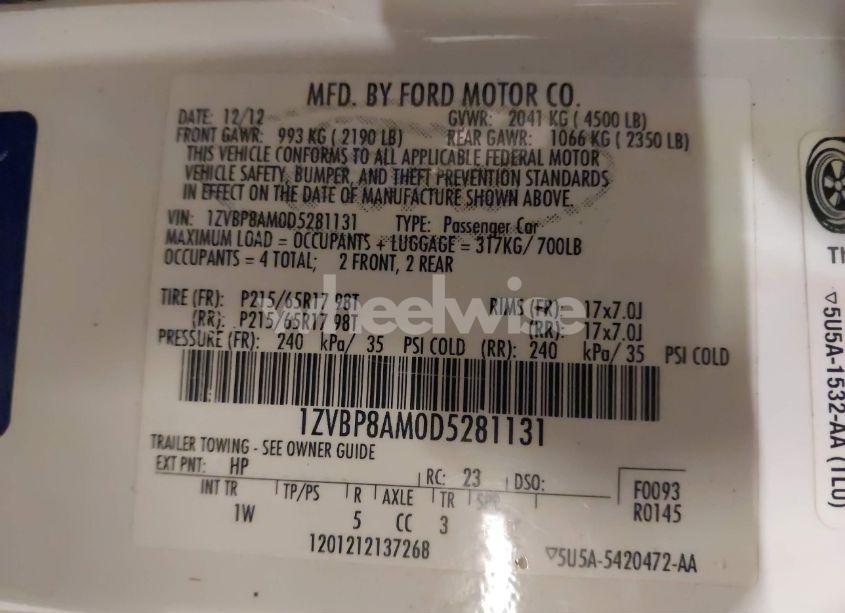 MFD. BY FORD MOTOR CO.
DATE: 12/12 GVWR: 2041 KG ( 4500 LB)
FRONT GAWR: 993 KG ( 2190 LB) REAR GAWR: 1066 KG ( 2350 LB)
THIS VEHICLE CONFORMS TO ALL APPLICABLE FEDERAL MOTOR
VEHICLE SAFETY, BUMPER, AND THEFT PREVENTION STANDARDS
IN EFFECT ON THE DATE OF MANUFACTURE SHOWN ABOVE.
VIN: 1ZVBP8AM0D5281131 TYPE: Passenger Car
MAXIMUM LOAD = OCCUPANTS + LUGGAGE = 317KG/ 700LB
OCCUPANTS = 4 TOTAL; 2 FRONT, 2 REAR
TIRE (FR): P215/65R17 98T RIMS (FR): 17x7.0J
(RR): P215/65R17 98T (RR): 17x7.0J
PRESSURE (FR): 240 kPa/ 35 PSI COLD (RR): 240 kPa/ 35 PSI COLD
heelwise
1ZVBP8AM0D5281131
TRAILER TOWING - SEE OWNER GUIDE
EXT PNT: HP RC: 23 DSO: F0093
INT TR TP/PS R AXLE TR R0145
1W 5 CC 3
1201212137268 5U5A-5420472-AA
Th
5U5A-1532-AA (TLU)